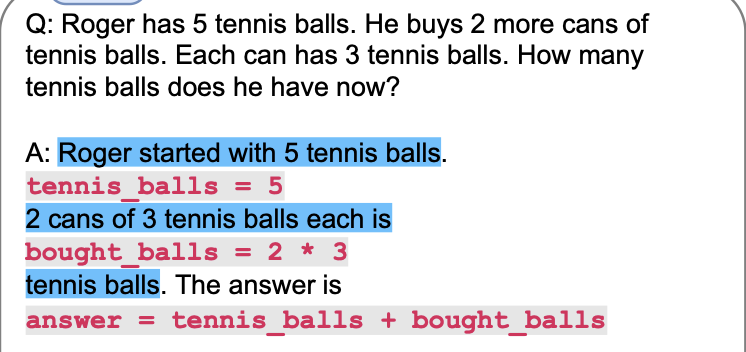 Q: Roger has 5 tennis balls. He buys 2 more cans of
tennis balls. Each can has 3 tennis balls. How many
tennis balls does he have now?
A: Roger started with 5 tennis balls.
tennis_balls = 5
2 cans of 3 tennis balls each is
bought_balls = 2 * 3
tennis balls. The answer is
answer = tennis_balls + bought_balls